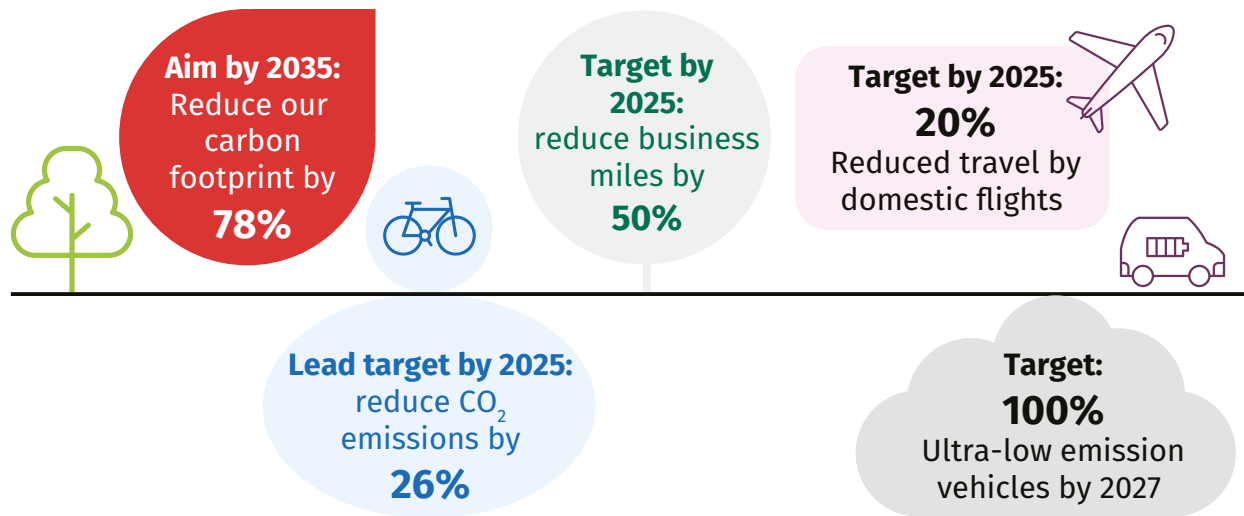 Aim by 2035:
Reduce our
carbon
footprint by
78%
Lead target by 2025:
reduce CO₂
emissions by
26%
Target by
2025:
reduce business
miles by
50%
Target by 2025:
20%
Reduced travel by
domestic flights
Target:
100%
Ultra-low emission
vehicles by 2027